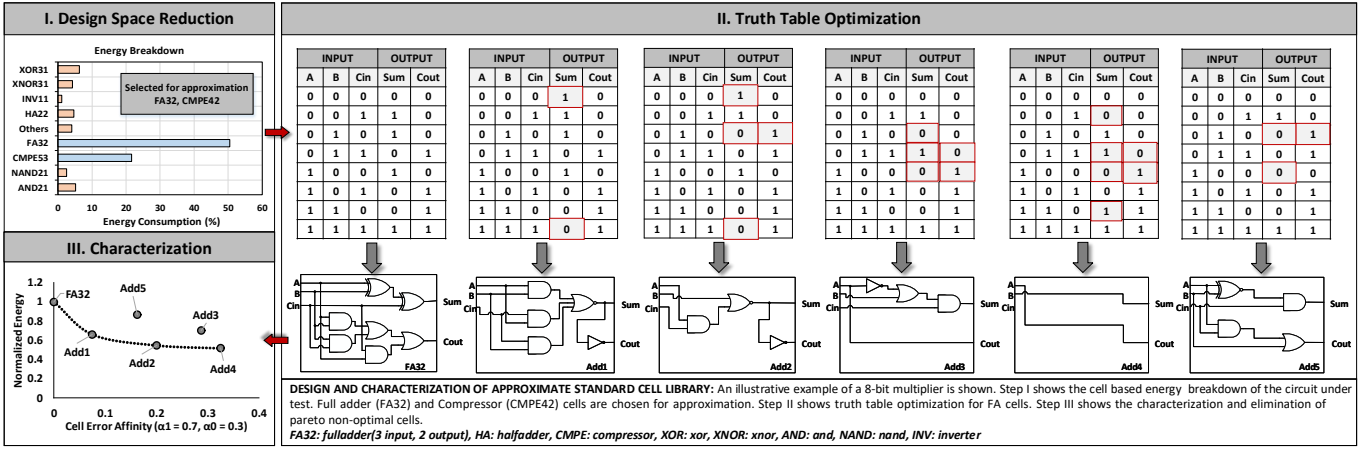 I. Design Space Reduction
Energy Breakdown
XOR31
XNOR31
INV11
HA22
Others
FA32
CMPE53
NAND21
AND21
Selected for approximation
FA32, CMPE42
0 10 20 30 40 50 60
Energy Consumption (%)
III. Characterization
Normalized Energy
1.2
1
0.8
0.6
0.4
0.2
0
FA32
Add5
Add3
Add1
Add2
Add4
0 0.1 0.2 0.3 0.4
Cell Error Affinity (α1 = 0.7, α0 = 0.3)
II. Truth Table Optimization
INPUT OUTPUT
A B Cin Sum Cout
0 0 0 0 0
0 0 1 1 0
0 1 0 1 0
0 1 1 0 1
1 0 0 1 0
1 0 1 0 1
1 1 0 0 1
1 1 1 1 1
INPUT OUTPUT
A B Cin Sum Cout
0 0 0 1 0
0 0 1 1 0
0 1 0 1 0
0 1 1 0 1
1 0 0 1 0
1 0 1 0 1
1 1 0 0 1
1 1 1 0 1
INPUT OUTPUT
A B Cin Sum Cout
0 0 0 1 0
0 0 1 1 0
0 1 0 0 1
0 1 1 0 1
1 0 0 1 0
1 0 1 0 1
1 1 0 0 1
1 1 1 0 1
INPUT OUTPUT
A B Cin Sum Cout
0 0 0 0 0
0 0 1 1 0
0 1 0 0 0
0 1 1 1 0
1 0 0 0 1
1 0 1 0 1
1 1 0 0 1
1 1 1 1 1
INPUT OUTPUT
A B Cin Sum Cout
0 0 0 0 0
0 0 1 0 0
0 1 0 1 0
0 1 1 1 0
1 0 0 0 1
1 0 1 0 1
1 1 0 1 1
1 1 1 1 1
INPUT OUTPUT
A B Cin Sum Cout
0 0 0 0 0
0 0 1 1 0
0 1 0 0 1
0 1 1 0 1
1 0 0 0 0
1 0 1 0 1
1 1 0 0 1
1 1 1 1 1
A
B
Cin
Sum
Cout
FA32
A
B
Cin
Sum
Cout
Add1
A
B
Cin
Sum
Cout
Add2
A
B
Cin
Sum
Cout
Add3
A
B
Cin
Sum
Cout
Add4
A
B
Cin
Sum
Cout
Add5
DESIGN AND CHARACTERIZATION OF APPROXIMATE STANDARD CELL LIBRARY: An illustrative example of a 8-bit multiplier is shown. Step I shows the cell based energy breakdown of the circuit under
test. Full adder (FA32) and Compressor (CMPE42) cells are chosen for approximation. Step II shows truth table optimization for FA cells. Step III shows the characterization and elimination of
pareto non-optimal cells.
FA32: fulladder(3 input, 2 output), HA: halfadder, CMPE: compressor, XOR: xor, XNOR: xnor, AND: and, NAND: nand, INV: inverter